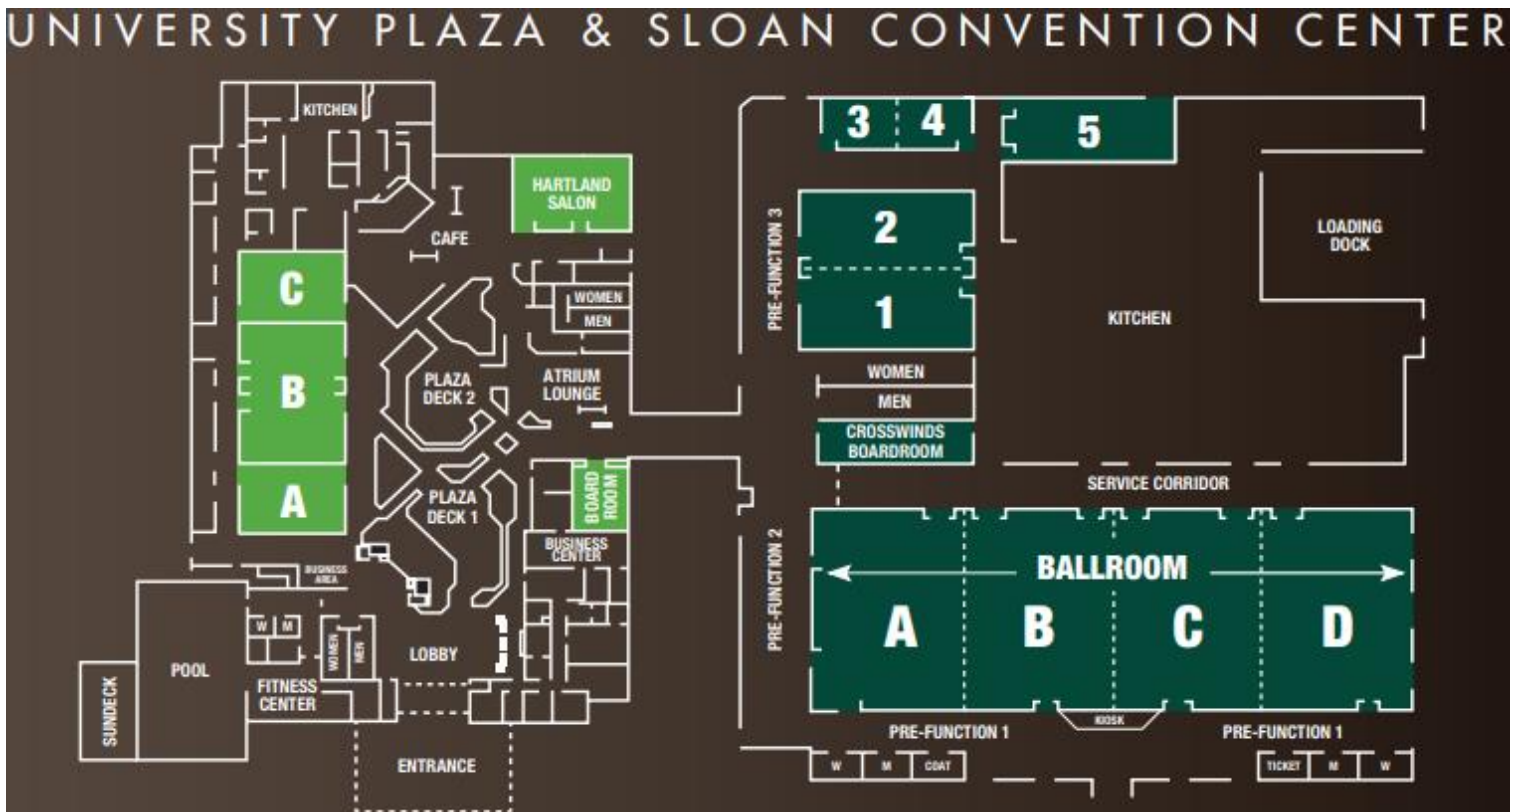 UNIVERSITY PLAZA & SLOAN CONVENTION CENTER
KITCHEN
HARTLAND
SALON
CAFE
C
WOMEN
MEN
B
PLAZA
DECK 2
ATRIUM
LOUNGE
A
PLAZA
DECK 1
BOARD
ROOM
BUSINESS
CENTER
BUSINESS
AREA
W
M
WOMEN
MEN
LOBBY
POOL
SUNDECK
FITNESS
CENTER
ENTRANCE
3
4
5
PRE-FUNCTION 3
2
1
LOADING
DOCK
KITCHEN
WOMEN
MEN
CROSSWINDS
BOARDROOM
SERVICE CORRIDOR
PRE-FUNCTION 2
BALLROOM
A
B
C
D
KIOSK
PRE-FUNCTION 1
PRE-FUNCTION 1
W
M
COAT
TICKET
M
W